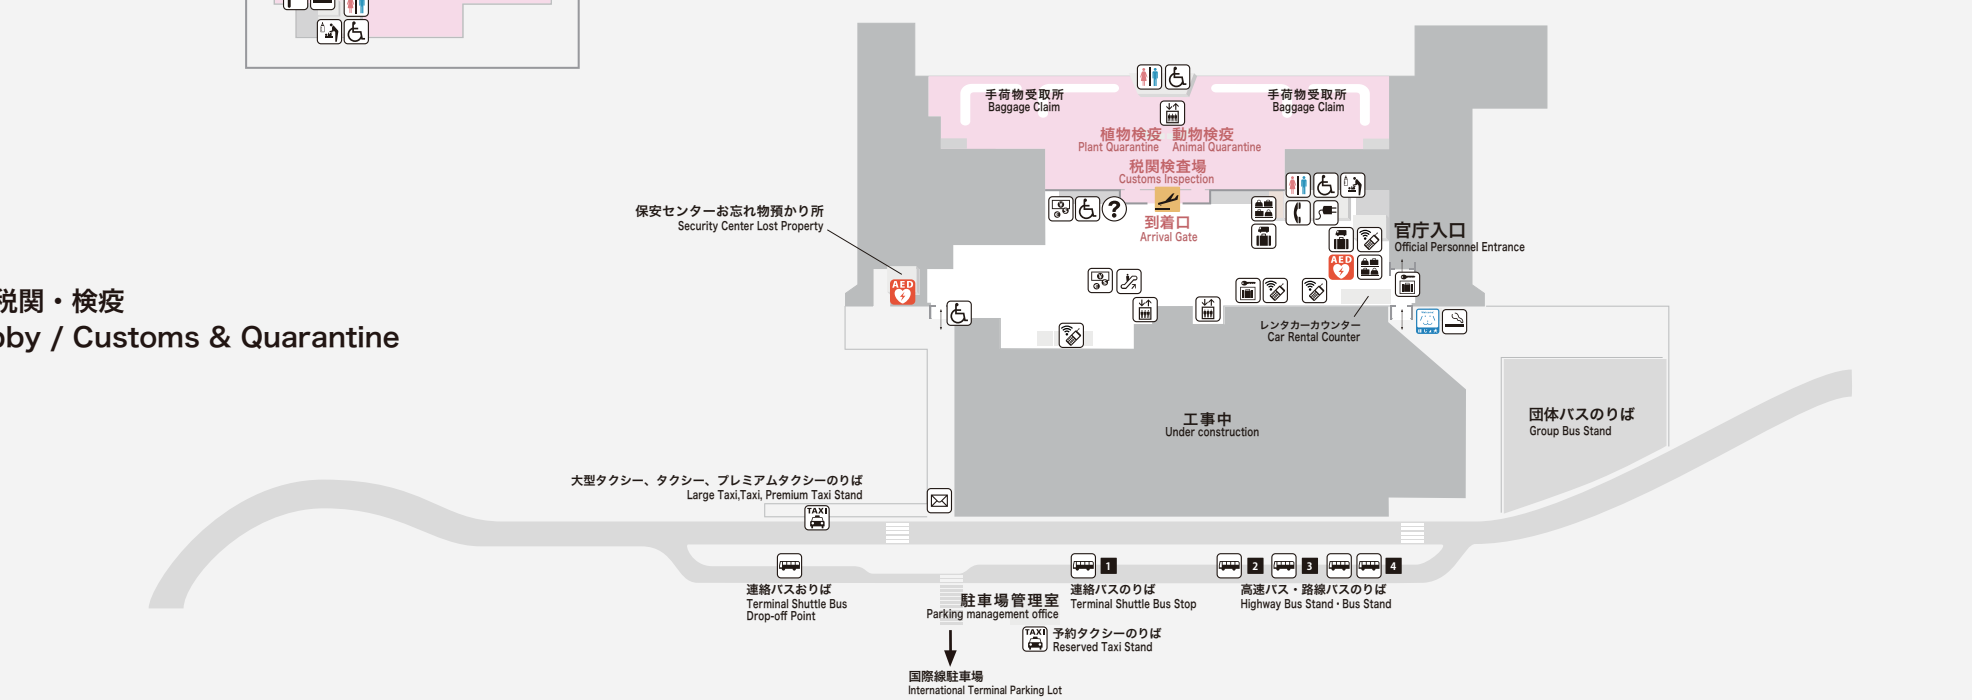 手荷物受取所
Baggage Claim
手荷物受取所
Baggage Claim
植物検疫
Plant Quarantine
動物検疫
Animal Quarantine
税関検査場
Customs Inspection
到着口
Arrival Gate
保安センターお忘れ物預かり所
Security Center Lost Property
官庁入口
Official Personnel Entrance
AED
AED
税関・検疫
bby / Customs & Quarantine
レンタカーカウンター
Car Rental Counter
工事中
Under construction
団体バスのりば
Group Bus Stand
大型タクシー、タクシー、プレミアムタクシーのりば
Large Taxi,Taxi, Premium Taxi Stand
TAXI
1
2
3
4
連絡バスおりば
Terminal Shuttle Bus
Drop-off Point
連絡バスのりば
Terminal Shuttle Bus Stop
高速バス・路線バスのりば
Highway Bus Stand・Bus Stand
駐車場管理室
Parking management office
TAXI
予約タクシーのりば
Reserved Taxi Stand
国際線駐車場
International Terminal Parking Lot